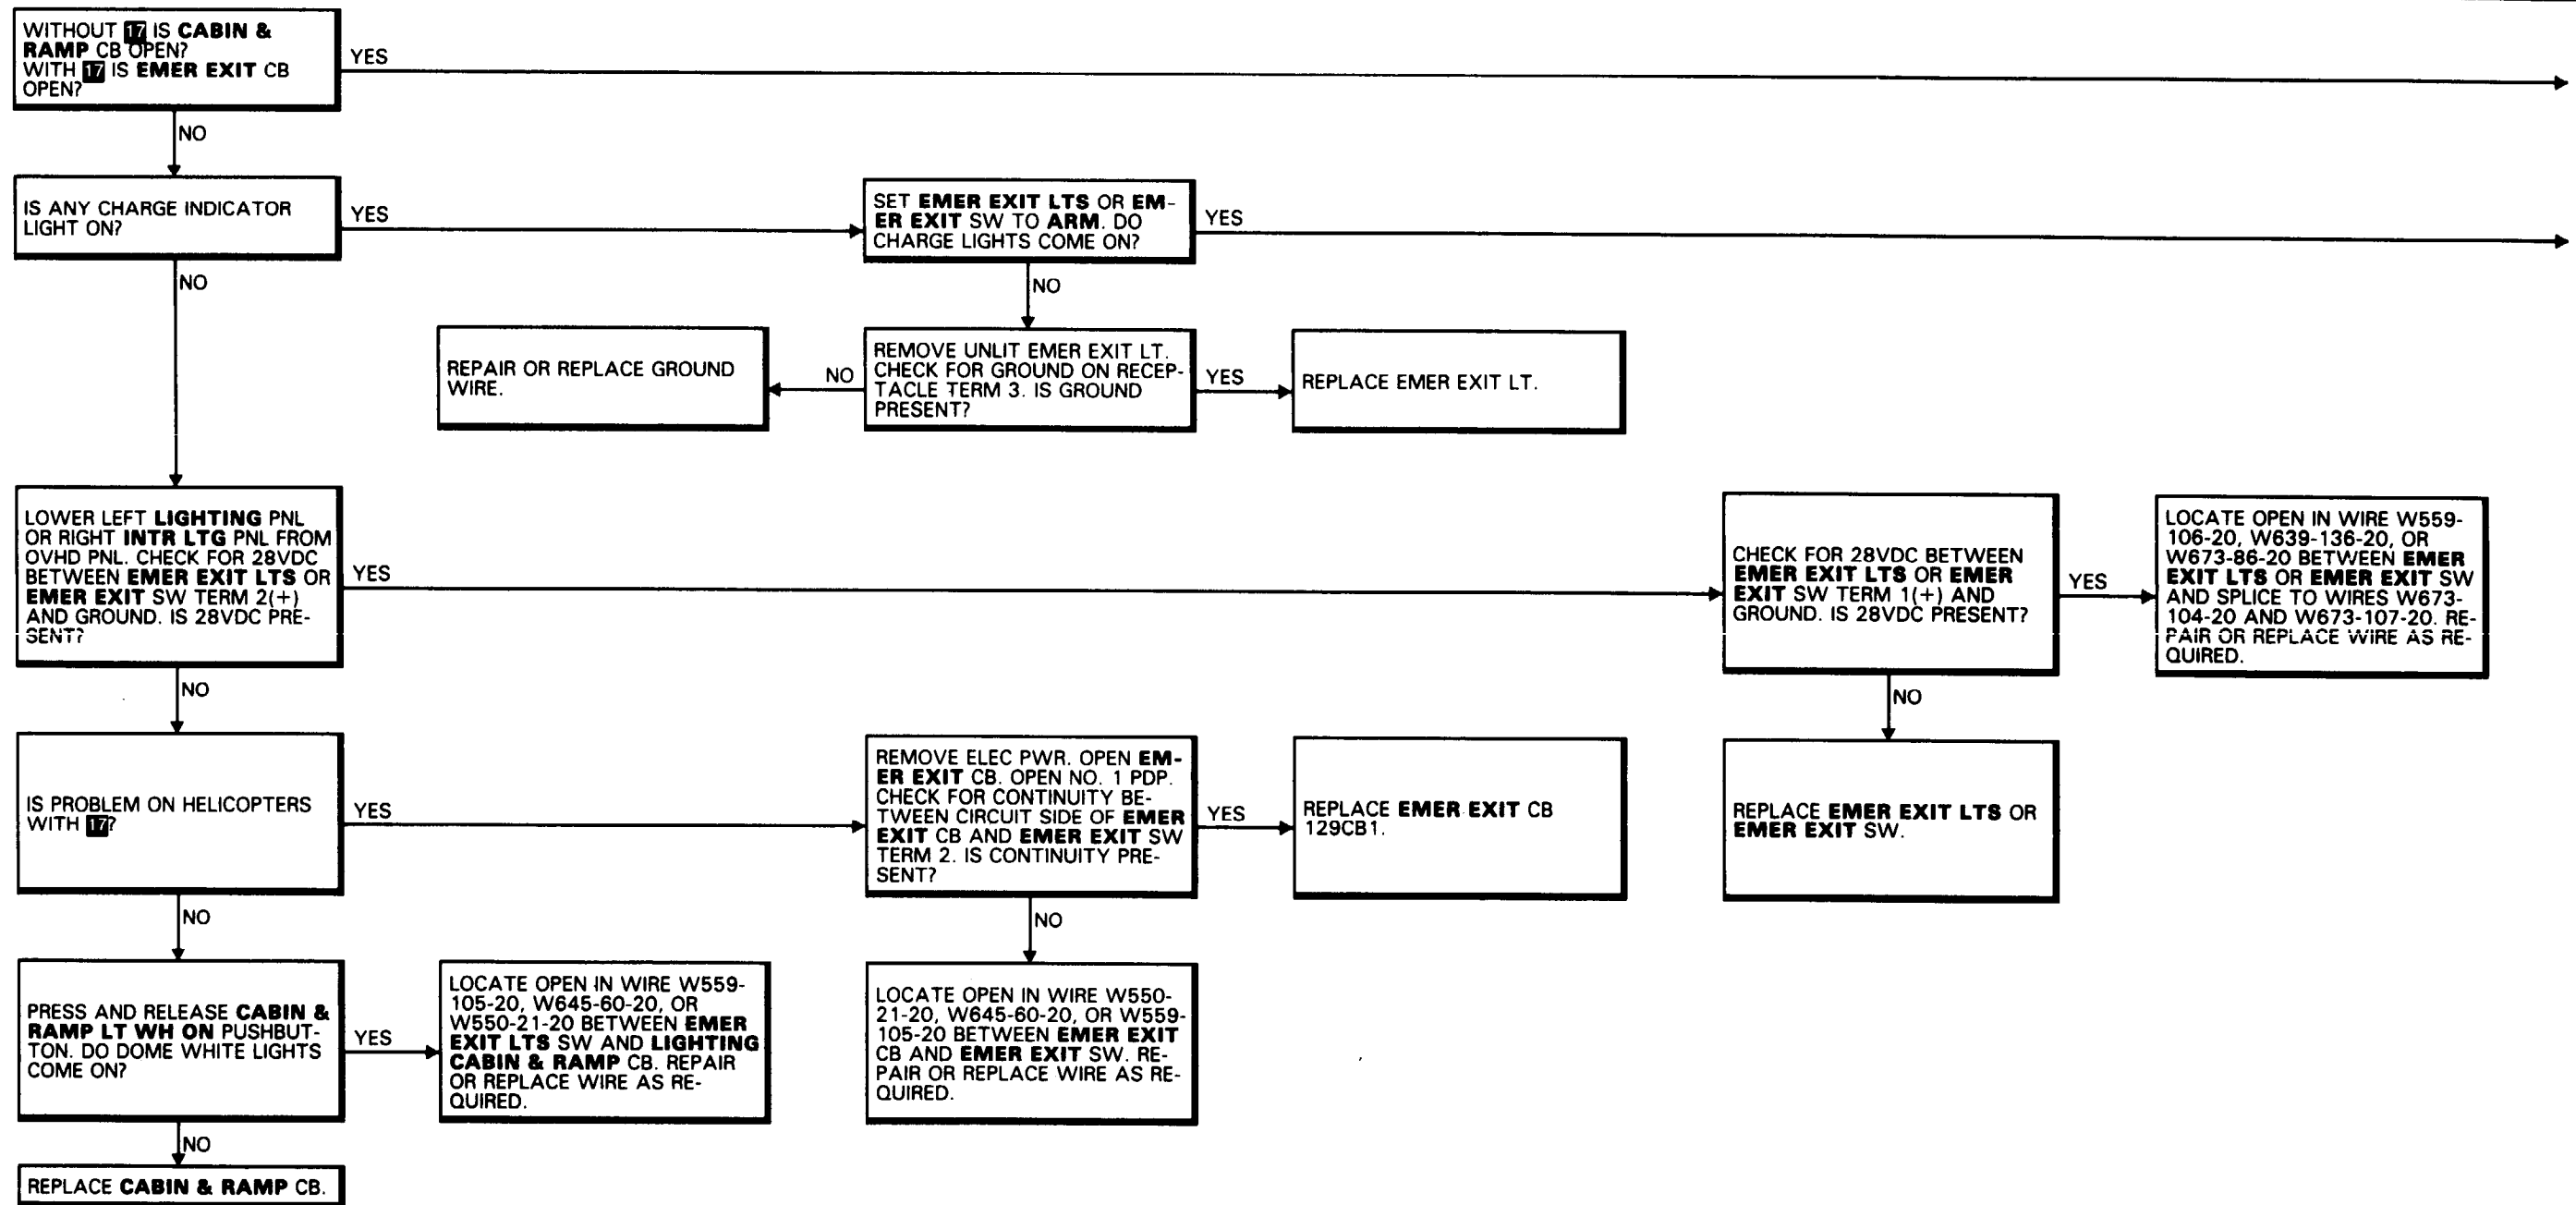 WITHOUT 17 IS CABIN &
RAMP CB OPEN?
WITH 17 IS EMER EXIT CB
OPEN?
YES
NO
IS ANY CHARGE INDICATOR
LIGHT ON?
YES
SET EMER EXIT LTS OR EM-
ER EXIT SW TO ARM. DO
CHARGE LIGHTS COME ON?
YES
NO
NO
REPAIR OR REPLACE GROUND
WIRE.
NO
REMOVE UNLIT EMER EXIT LT.
CHECK FOR GROUND ON RECEP-
TACLE TERM 3. IS GROUND
PRESENT?
YES
REPLACE EMER EXIT LT.
LOWER LEFT LIGHTING PNL
OR RIGHT INTR LTG PNL FROM
OVHD PNL. CHECK FOR 28VDC
BETWEEN EMER EXIT LTS OR
EMER EXIT SW TERM 2(+)
AND GROUND. IS 28VDC PRE-
SENT?
YES
CHECK FOR 28VDC BETWEEN
EMER EXIT LTS OR EMER
EXIT SW TERM 1(+) AND
GROUND. IS 28VDC PRESENT?
YES
LOCATE OPEN IN WIRE W559-
106-20, W639-136-20, OR
W673-86-20 BETWEEN EMER
EXIT LTS OR EMER EXIT SW
AND SPLICE TO WIRES W673-
104-20 AND W673-107-20. RE-
PAIR OR REPLACE WIRE AS RE-
QUIRED.
NO
NO
IS PROBLEM ON HELICOPTERS
WITH 17?
YES
REMOVE ELEC PWR. OPEN EM-
ER EXIT CB. OPEN NO. 1 PDP.
CHECK FOR CONTINUITY BE-
TWEEN CIRCUIT SIDE OF EMER
EXIT CB AND EMER EXIT SW
TERM 2. IS CONTINUITY PRE-
SENT?
YES
REPLACE EMER EXIT CB
129CB1.
REPLACE EMER EXIT LTS OR
EMER EXIT SW.
NO
NO
PRESS AND RELEASE CABIN &
RAMP LT WH ON PUSHBUT-
TON. DO DOME WHITE LIGHTS
COME ON?
YES
LOCATE OPEN IN WIRE W559-
105-20, W645-60-20, OR
W550-21-20 BETWEEN EMER
EXIT LTS SW AND LIGHTING
CABIN & RAMP CB. REPAIR
OR REPLACE WIRE AS RE-
QUIRED.
LOCATE OPEN IN WIRE W550-
21-20, W645-60-20, OR W559-
105-20 BETWEEN EMER EXIT
CB AND EMER EXIT SW. RE-
PAIR OR REPLACE WIRE AS RE-
QUIRED.
NO
REPLACE CABIN & RAMP CB.